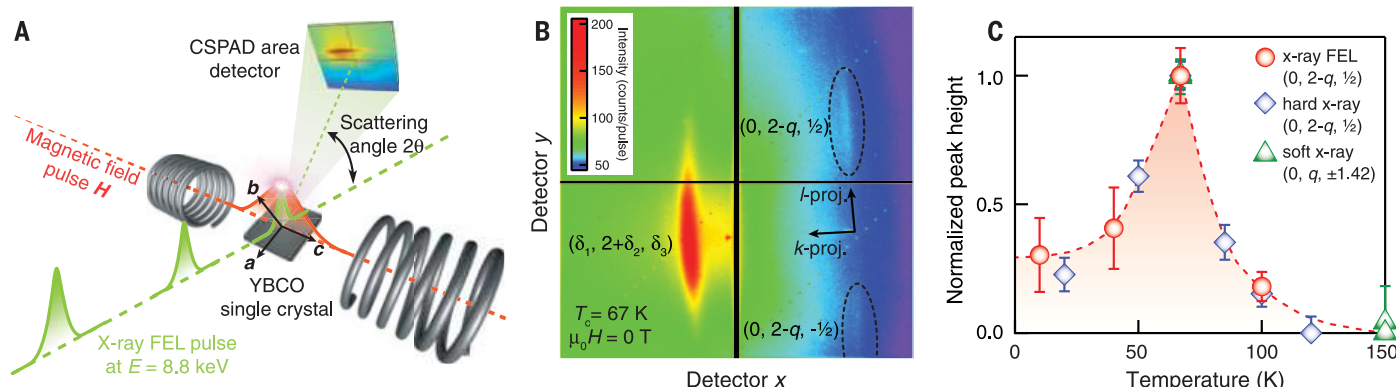 A
CSPAD area
detector
Scattering
angle 2θ
Magnetic field
pulse H
b
a
c
YBCO
single crystal
X-ray FEL pulse
at E = 8.8 keV
B
200
150
100
50
Intensity (counts/pulse)
(0, 2-q, ½)
l-proj.
k-proj.
(δ1, 2+δ2, δ3)
Tc = 67 K
μ0H = 0 T
(0, 2-q, -½)
Detector y
Detector x
C
x-ray FEL
(0, 2-q, ½)
hard x-ray
(0, 2-q, ½)
soft x-ray
(0, q, ±1.42)
1.0
0.5
0.0
Normalized peak height
0
50
100
150
Temperature (K)